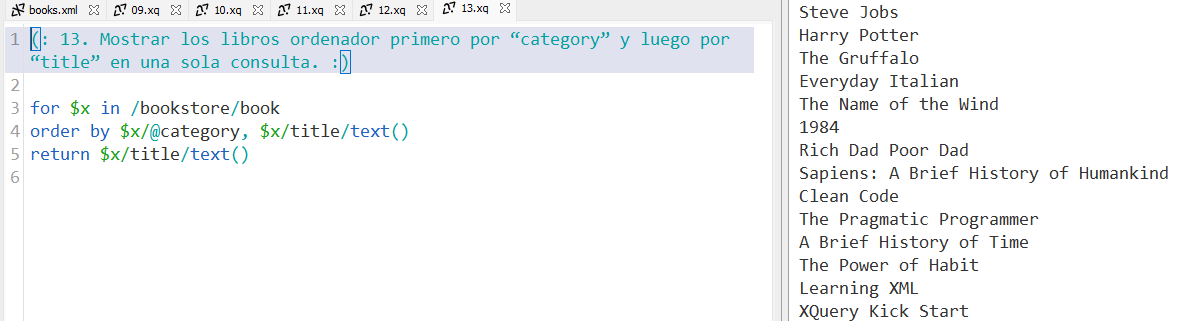 books.xml 09.xq 10.xq 11.xq 12.xq 13.xq
1 (: 13. Mostrar los libros ordenador primero por “category” y luego por
“title” en una sola consulta. :)
2
3 for $x in /bookstore/book
4 order by $x/@category, $x/title/text()
5 return $x/title/text()
6
Steve Jobs
Harry Potter
The Gruffalo
Everyday Italian
The Name of the Wind
1984
Rich Dad Poor Dad
Sapiens: A Brief History of Humankind
Clean Code
The Pragmatic Programmer
A Brief History of Time
The Power of Habit
Learning XML
XQuery Kick Start